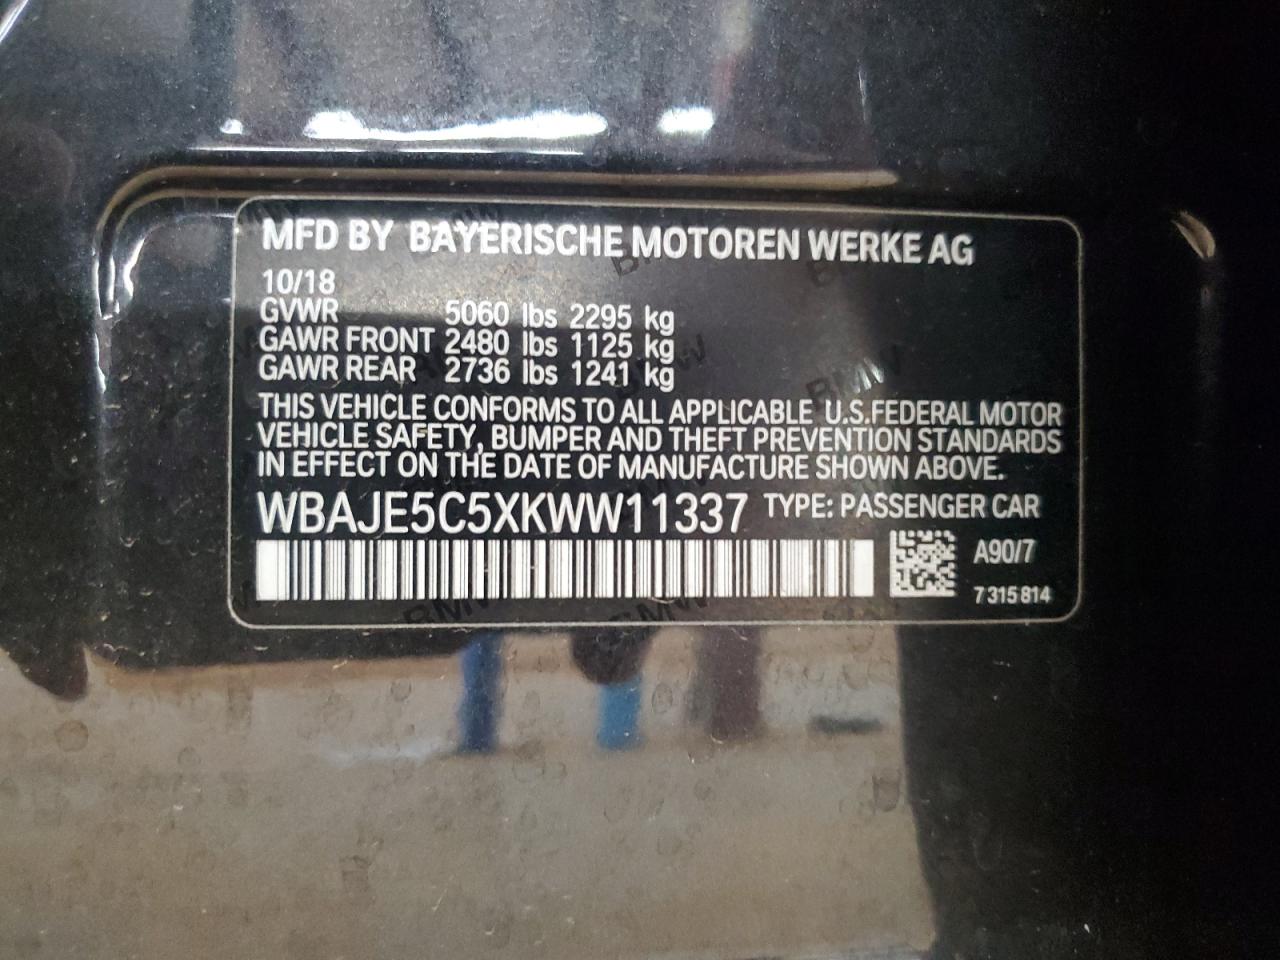 MFD BY BAYERISCHE MOTOREN WERKE AG
10/18
GVWR 5060 lbs 2295 kg
GAWR FRONT 2480 lbs 1125 kg
GAWR REAR 2736 lbs 1241 kg
THIS VEHICLE CONFORMS TO ALL APPLICABLE U.S.FEDERAL MOTOR
VEHICLE SAFETY, BUMPER AND THEFT PREVENTION STANDARDS
IN EFFECT ON THE DATE OF MANUFACTURE SHOWN ABOVE.
WBAJE5C5XKWW11337 TYPE: PASSENGER CAR
A90/7
7 315 814